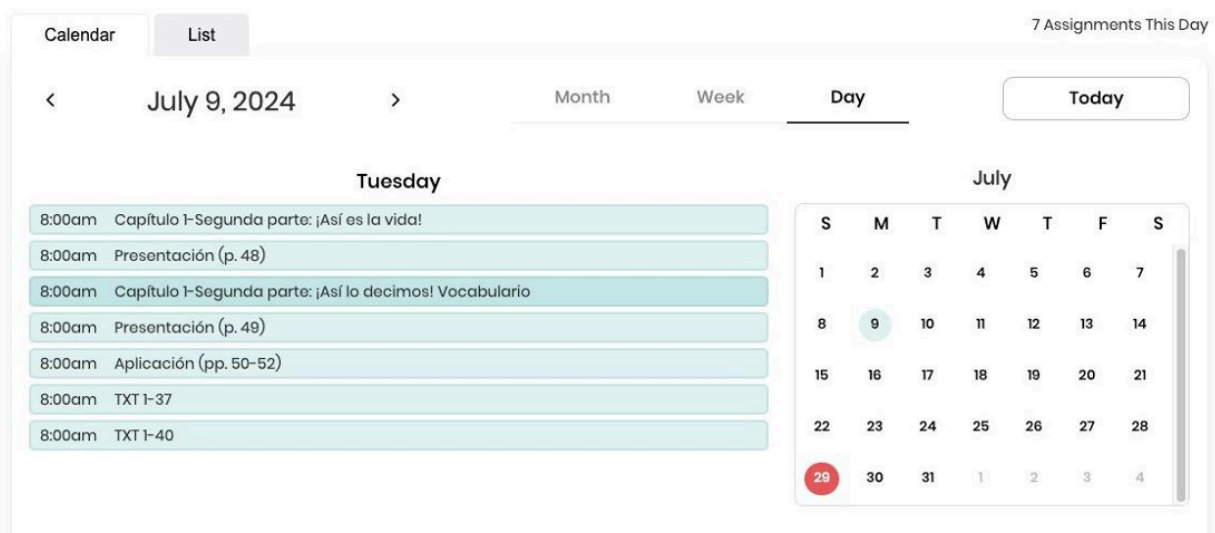 Calendar List
7 Assignments This Day
July 9, 2024
Month Week Day
Today
Tuesday
8:00am Capítulo 1-Segunda parte: ¡Así es la vida!
8:00am Presentación (p. 48)
8:00am Capítulo 1-Segunda parte: ¡Así lo decimos! Vocabulario
8:00am Presentación (p. 49)
8:00am Aplicación (pp. 50-52)
8:00am TXT 1-37
8:00am TXT 1-40
July
S M T W T F S
1 2 3 4 5 6 7
8 9 10 11 12 13 14
15 16 17 18 19 20 21
22 23 24 25 26 27 28
29 30 31 1 2 3 4